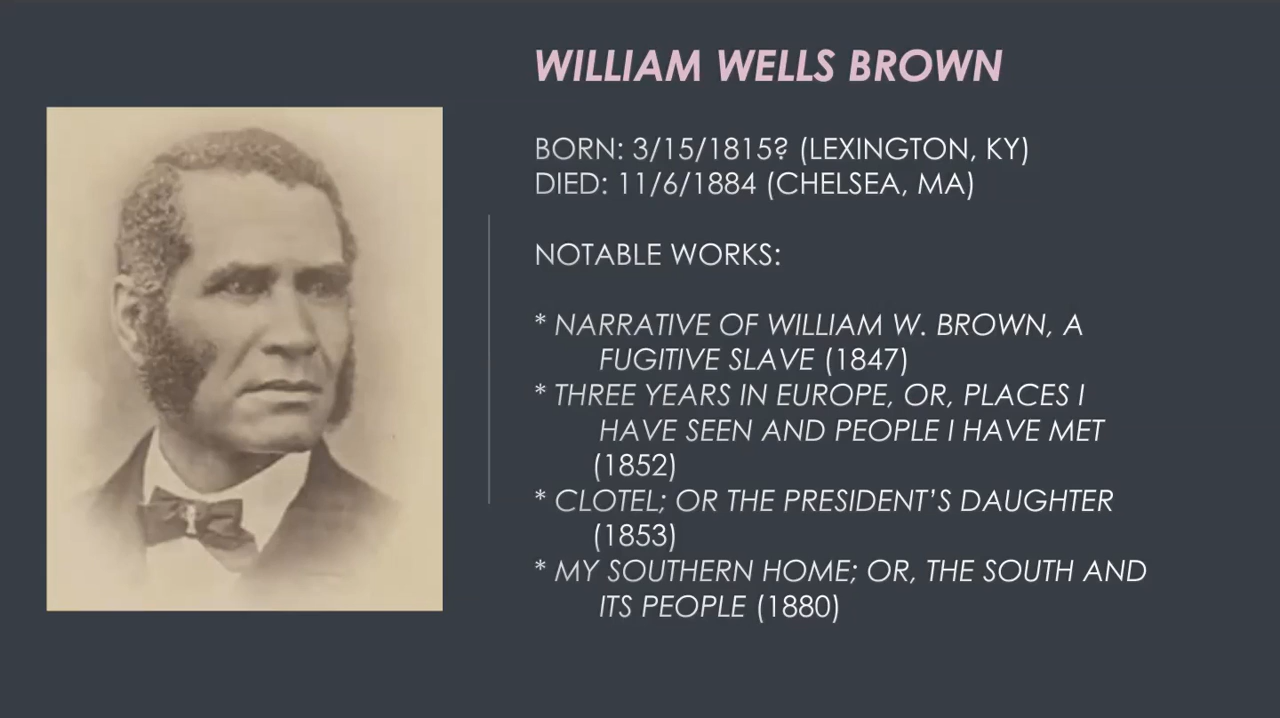 WILLIAM WELLS BROWN
BORN: 3/15/1815? (LEXINGTON, KY)
DIED: 11/6/1884 (CHELSEA, MA)
NOTABLE WORKS:
* NARRATIVE OF WILLIAM W. BROWN, A
FUGITIVE SLAVE (1847)
* THREE YEARS IN EUROPE, OR, PLACES I
HAVE SEEN AND PEOPLE I HAVE MET
(1852)
* CLOTEL; OR THE PRESIDENT’S DAUGHTER
(1853)
* MY SOUTHERN HOME; OR, THE SOUTH AND
ITS PEOPLE (1880)